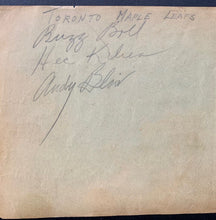 TORONTO MAPLE LEAFS
Buzz Boll
Hec Kilrea
Andy Blair